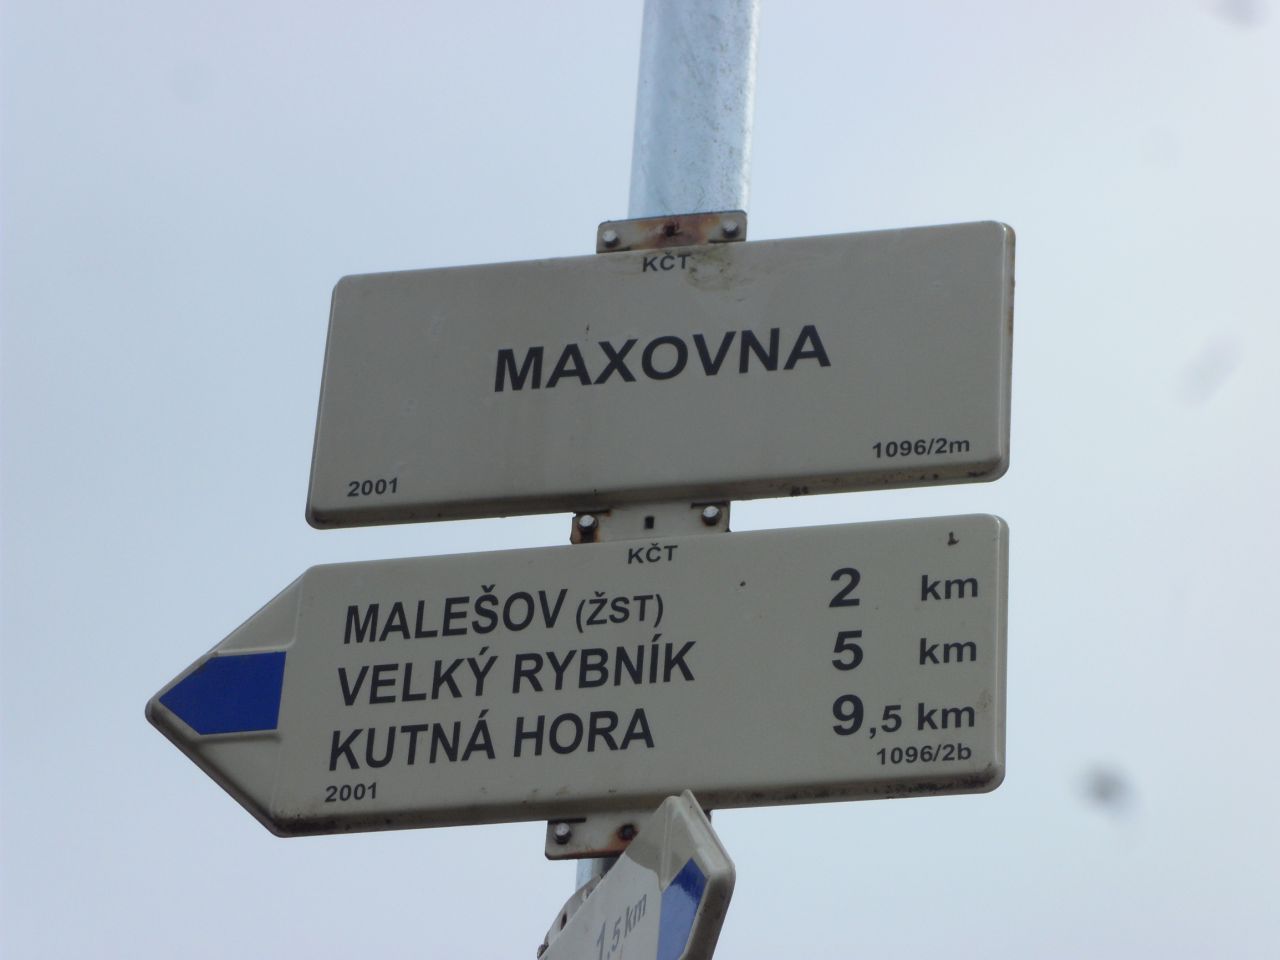 KČT
MAXOVNA
1096/2m
2001
KČT
MALEŠOV (ŽST) 2 km
VELKÝ RYBNÍK 5 km
KUTNÁ HORA 9,5 km
1096/2b
2001
1,5 km